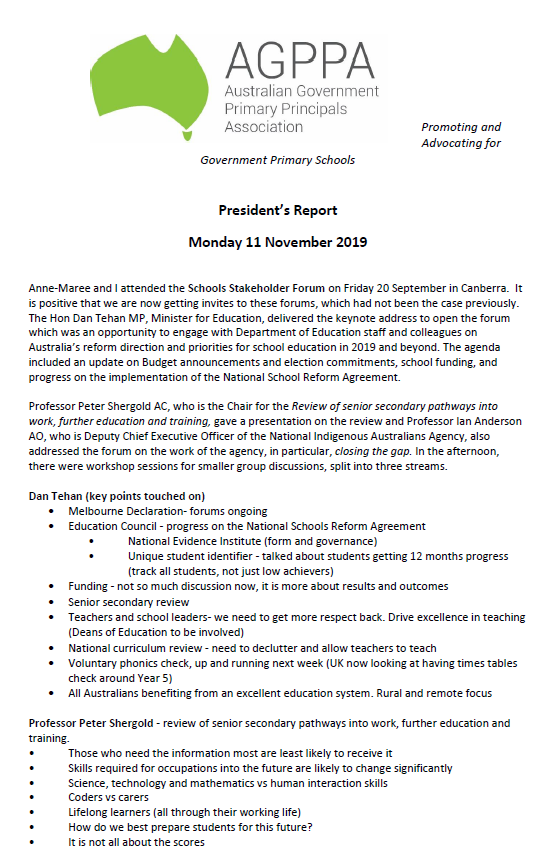 AGPPA
Australian Government
Primary Principals
Association
Promoting and
Advocating for
Government Primary Schools
President's Report
Monday 11 November 2019
Anne-Maree and I attended the Schools Stakeholder Forum on Friday 20 September in Canberra. It
is positive that we are now getting invites to these forums, which had not been the case previously.
The Hon Dan Tehan MP, Minister for Education, delivered the keynote address to open the forum
which was an opportunity to engage with Department of Education staff and colleagues on
Australia's reform direction and priorities for school education in 2019 and beyond. The agenda
included an update on Budget announcements and election commitments, school funding, and
progress on the implementation of the National School Reform Agreement.
Professor Peter Shergold AC, who is the Chair for the Review of senior secondary pathways into
work, further education and training, gave a presentation on the review and Professor Ian Anderson
AO, who is Deputy Chief Executive Officer of the National Indigenous Australians Agency, also
addressed the forum on the work of the agency, in particular, closing the gap. In the afternoon,
there were workshop sessions for smaller group discussions, split into three streams.
Dan Tehan (key points touched on)
• Melbourne Declaration- forums ongoing
• Education Council - progress on the National Schools Reform Agreement
• National Evidence Institute (form and governance)
• Unique student identifier - talked about students getting 12 months progress
(track all students, not just low achievers)
• Funding - not so much discussion now, it is more about results and outcomes
• Senior secondary review
• Teachers and school leaders- we need to get more respect back. Drive excellence in teaching
(Deans of Education to be involved)
• National curriculum review - need to declutter and allow teachers to teach
• Voluntary phonics check, up and running next week (UK now looking at having times tables
check around Year 5)
• All Australians benefiting from an excellent education system. Rural and remote focus
Professor Peter Shergold - review of senior secondary pathways into work, further education and
training.
• Those who need the information most are least likely to receive it
• Skills required for occupations into the future are likely to change significantly
• Science, technology and mathematics vs human interaction skills
• Coders vs carers
• Lifelong learners (all through their working life)
• How do we best prepare students for this future?
• It is not all about the scores